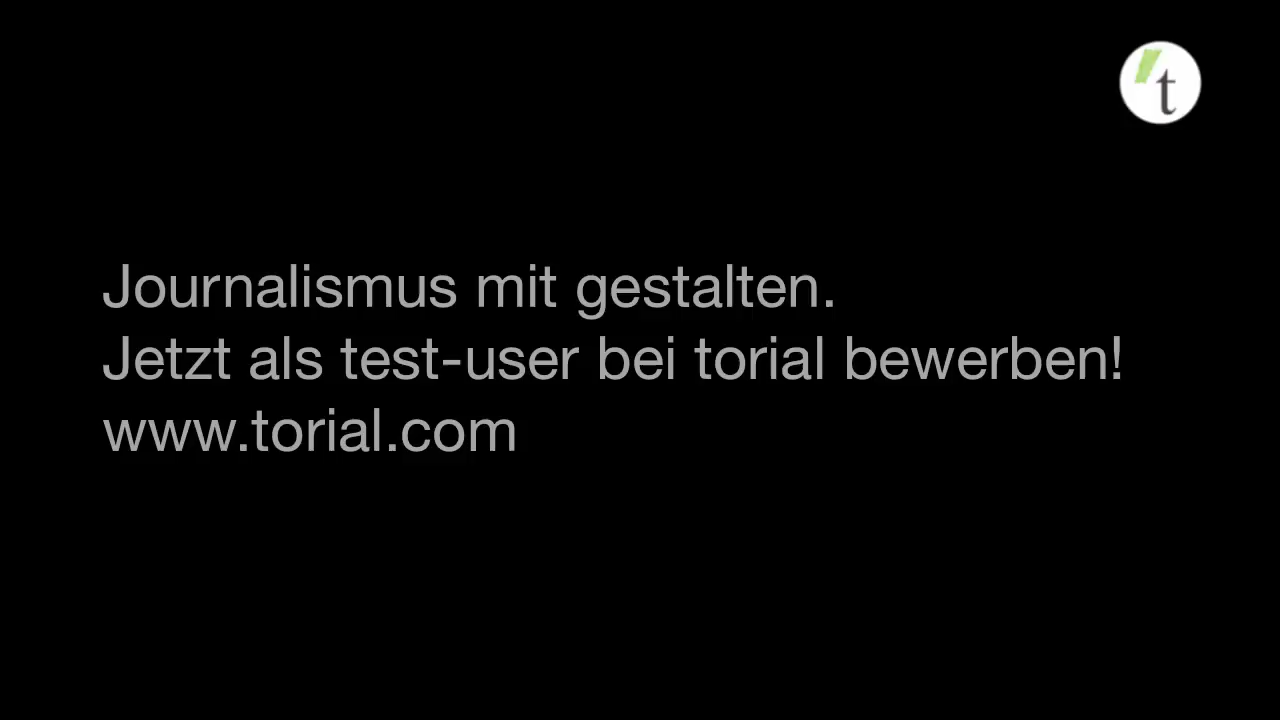 t
Journalismus mit gestalten.
Jetzt als test-user bei torial bewerben!
www.torial.com